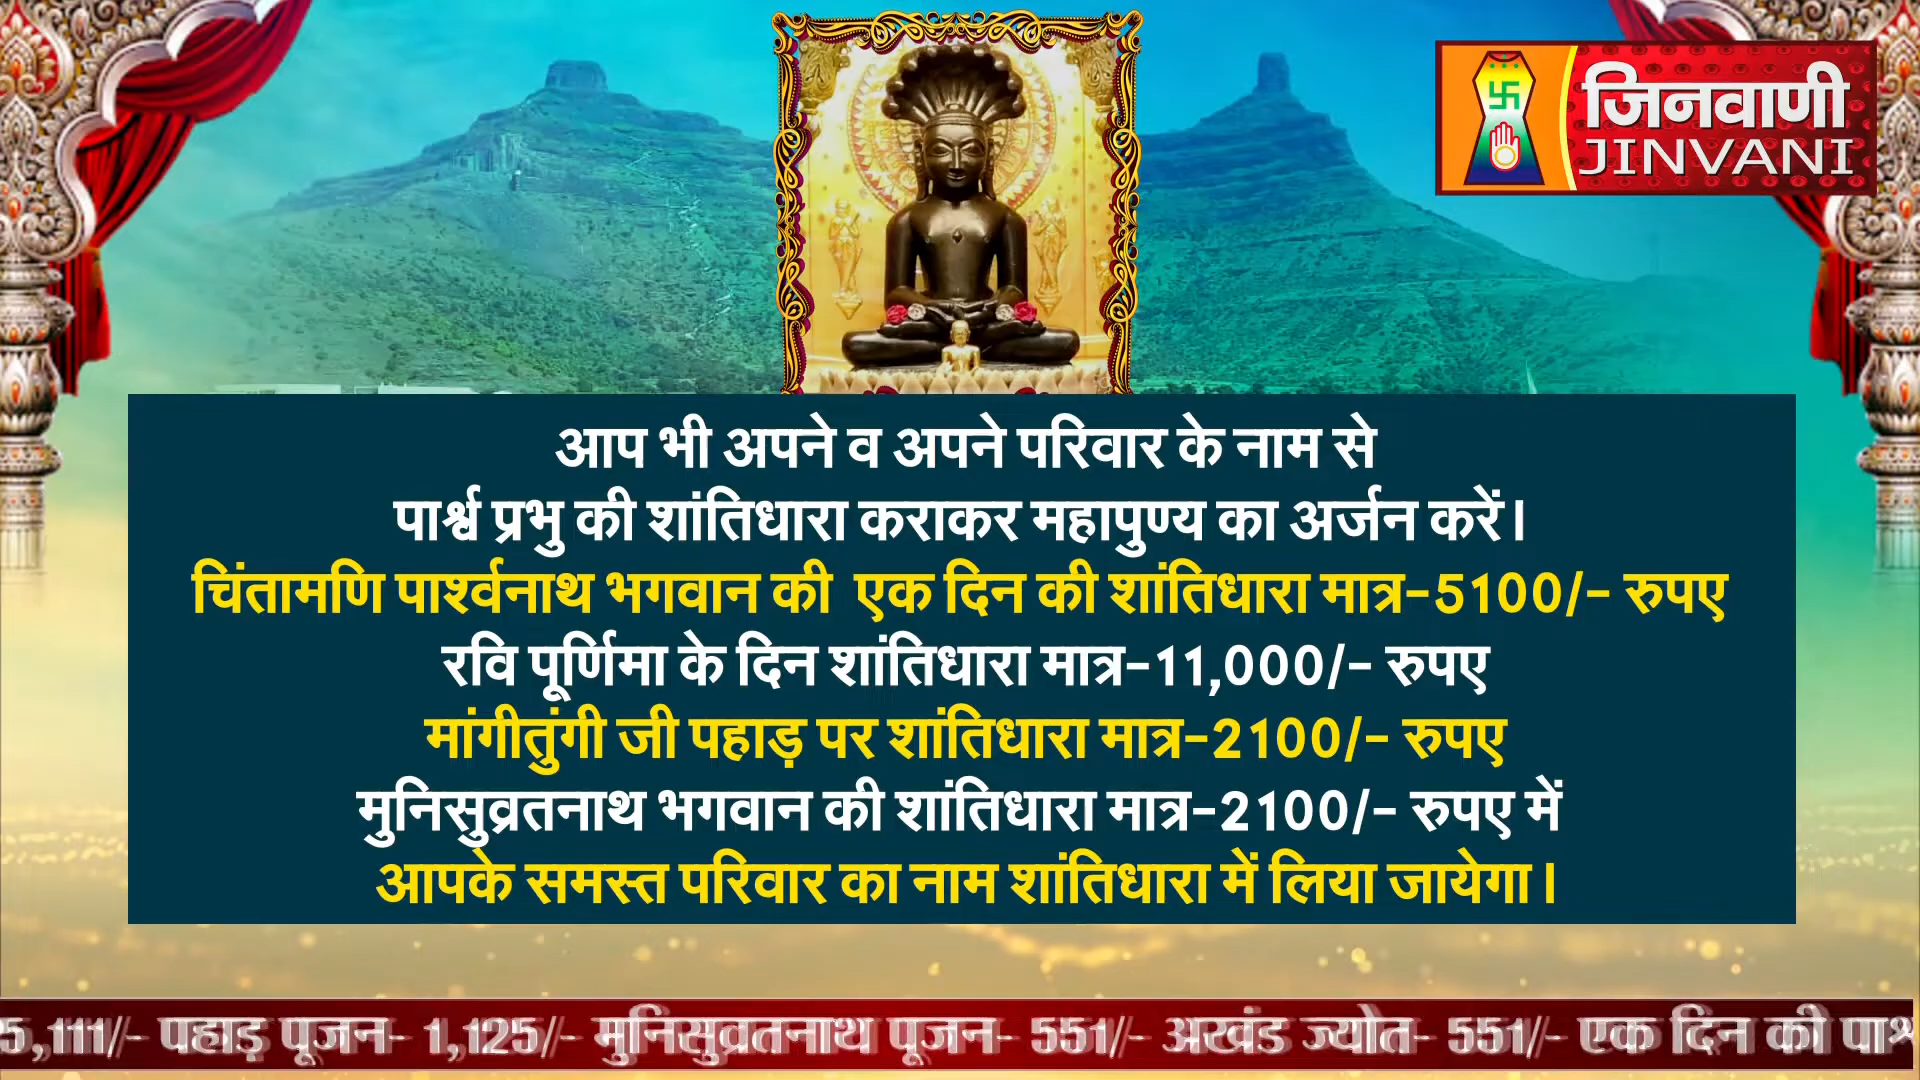 जिनवाणी
JINVANI
आप भी अपने व अपने परिवार के नाम से
पार्श्व प्रभु की शांतिधारा कराकर महापुण्य का अर्जन करें।
चिंतामणि पार्श्वनाथ भगवान की एक दिन की शांतिधारा मात्र-5100/- रुपए
रवि पूर्णिमा के दिन शांतिधारा मात्र-11,000/- रुपए
मांगीतुंगी जी पहाड़ पर शांतिधारा मात्र-2100/- रुपए
मुनिसुव्रतनाथ भगवान की शांतिधारा मात्र-2100/- रुपए में
आपके समस्त परिवार का नाम शांतिधारा में लिया जायेगा।
5,111/- पहाड़ पूजन- 1,125/- मुनिसुव्रतनाथ पूजन- 551/- अखंड ज्योत- 551/- एक दिन की